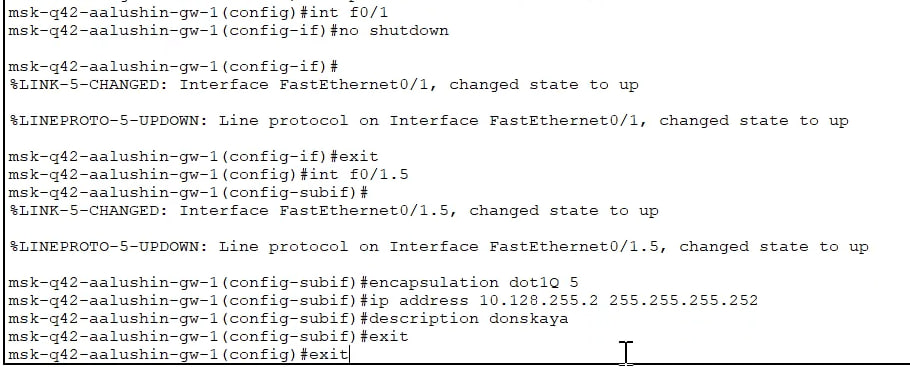 msk-q42-aalushin-gw-1(config)#int f0/1
msk-q42-aalushin-gw-1(config-if)#no shutdown
msk-q42-aalushin-gw-1(config-if)#
%LINK-5-CHANGED: Interface FastEthernet0/1, changed state to up
%LINEPROTO-5-UPDOWN: Line protocol on Interface FastEthernet0/1, changed state to up
msk-q42-aalushin-gw-1(config-if)#exit
msk-q42-aalushin-gw-1(config)#int f0/1.5
msk-q42-aalushin-gw-1(config-subif)#
%LINK-5-CHANGED: Interface FastEthernet0/1.5, changed state to up
%LINEPROTO-5-UPDOWN: Line protocol on Interface FastEthernet0/1.5, changed state to up
msk-q42-aalushin-gw-1(config-subif)#encapsulation dot1Q 5
msk-q42-aalushin-gw-1(config-subif)#ip address 10.128.255.2 255.255.255.252
msk-q42-aalushin-gw-1(config-subif)#description donskaya
msk-q42-aalushin-gw-1(config-subif)#exit
msk-q42-aalushin-gw-1(config)#exit